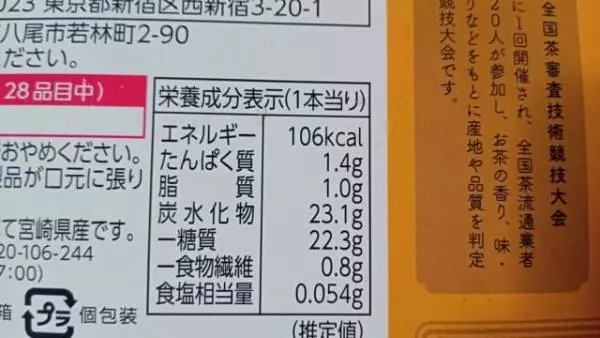 023 東京都新宿区西新宿3-20-1
八尾市若林町2-90
ださい。
28品目中)
おやめください。
製品が口元に張り
て宮崎県産です。
20-106-244
7:00)
箱 プラ 個包装
栄養成分表示(1本当り)
エネルギー 106kcal
たんぱく質 1.4g
脂質 1.0g
炭水化物 23.1g
ー糖質 22.3g
ー食物繊維 0.8g
食塩相当量 0.054g
(推定値)
全国茶審査技術競技大会
に1回開催され、全国茶流通業者
20人が参加し、お茶の香り、味・
りなどをもとに産地や品質を判定
競技大会です。